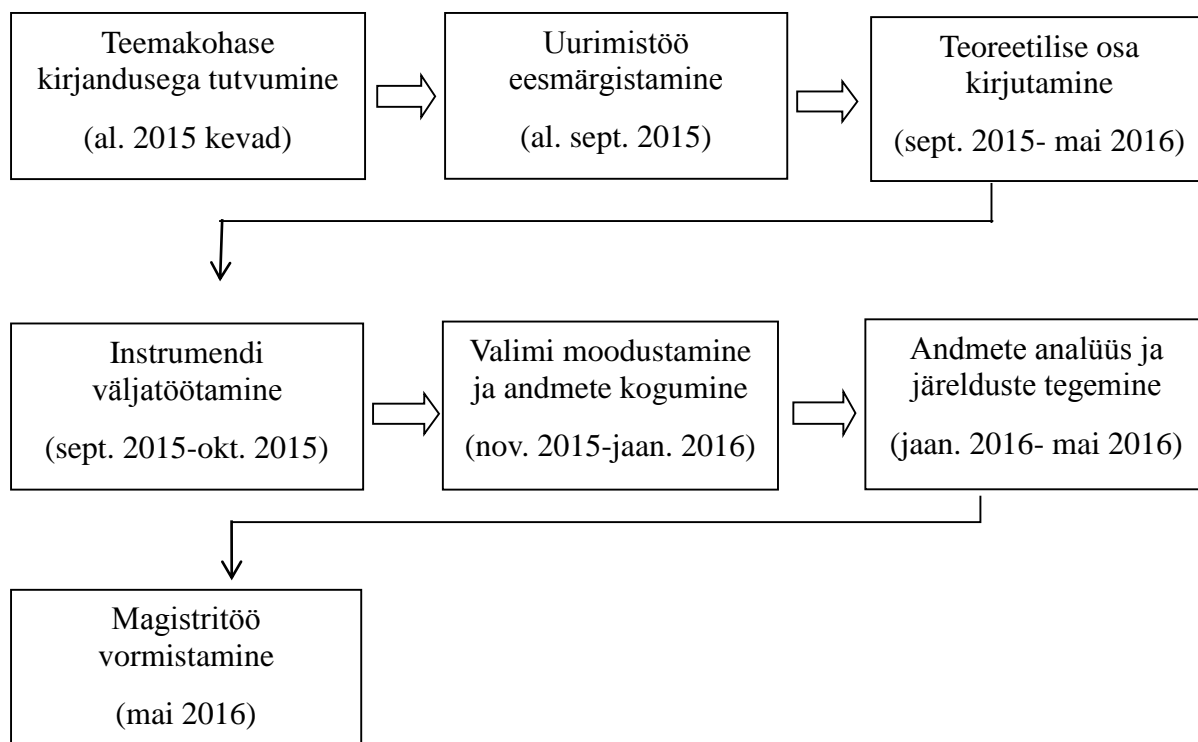 Teemakohase
kirjandusega tutvumine
(al. 2015 kevad)
Uurimistöö
eesmärgistamine
(al. sept. 2015)
Teoreetilise osa
kirjutamine
(sept. 2015- mai 2016)
Instrumendi
väljatöötamine
(sept. 2015-okt. 2015)
Valimi moodustamine
ja andmete kogumine
(nov. 2015-jaan. 2016)
Andmete analüüs ja
järelduste tegemine
(jaan. 2016- mai 2016)
Magistritöö
vormistamine
(mai 2016)